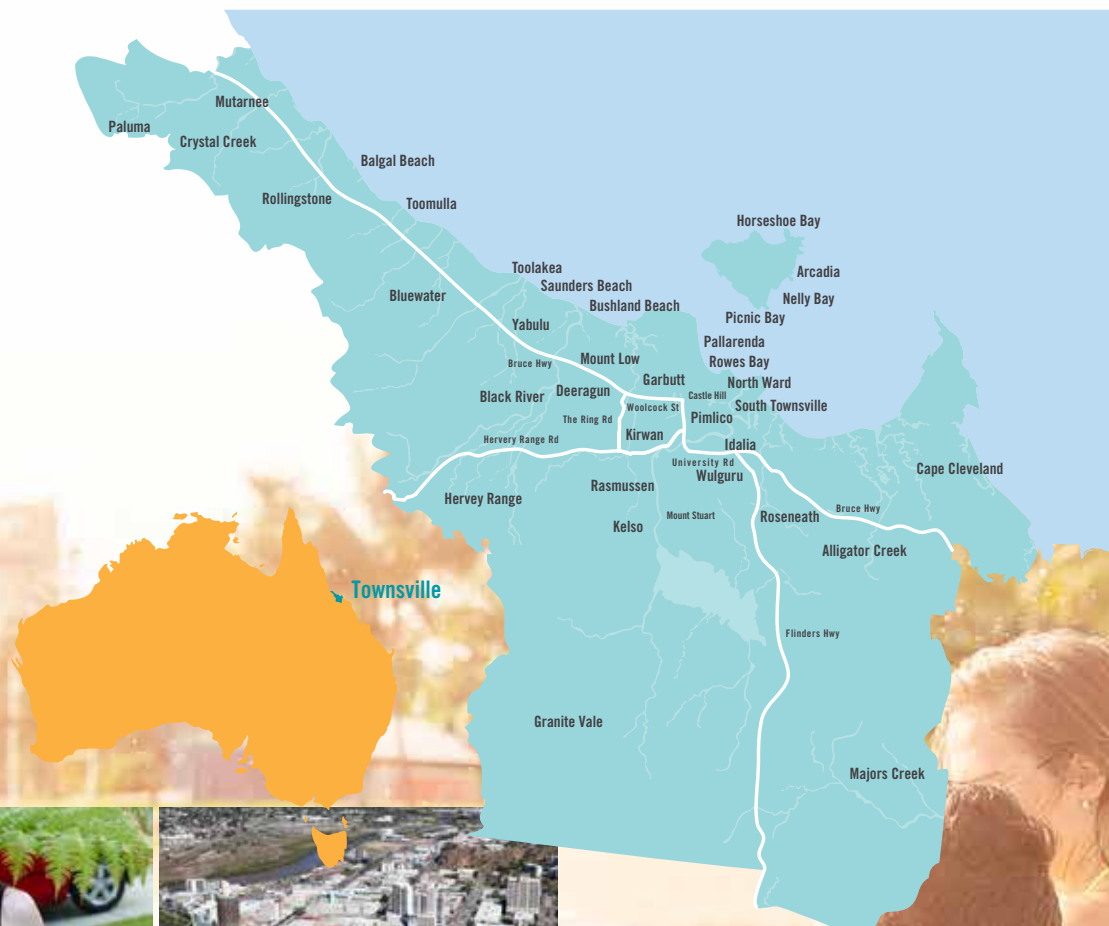 Mutarnee
Paluma
Crystal Creek
Balgal Beach
Rollingstone
Toomulla
Horseshoe Bay
Toolakea
Arcadia
Saunders Beach
Bluewater
Nelly Bay
Bushland Beach
Picnic Bay
Yabulu
Pallarenda
Mount Low
Rowes Bay
Bruce Hwy
Garbutt
North Ward
Deeragun
Black River
Castle Hill
Woolcock St
South Townsville
The Ring Rd
Pimlico
Kirwan
Hervery Range Rd
Idalia
University Rd
Cape Cleveland
Wulguru
Rasmussen
Hervey Range
Bruce Hwy
Mount Stuart
Roseneath
Kelso
Alligator Creek
Townsville
Flinders Hwy
Granite Vale
Majors Creek